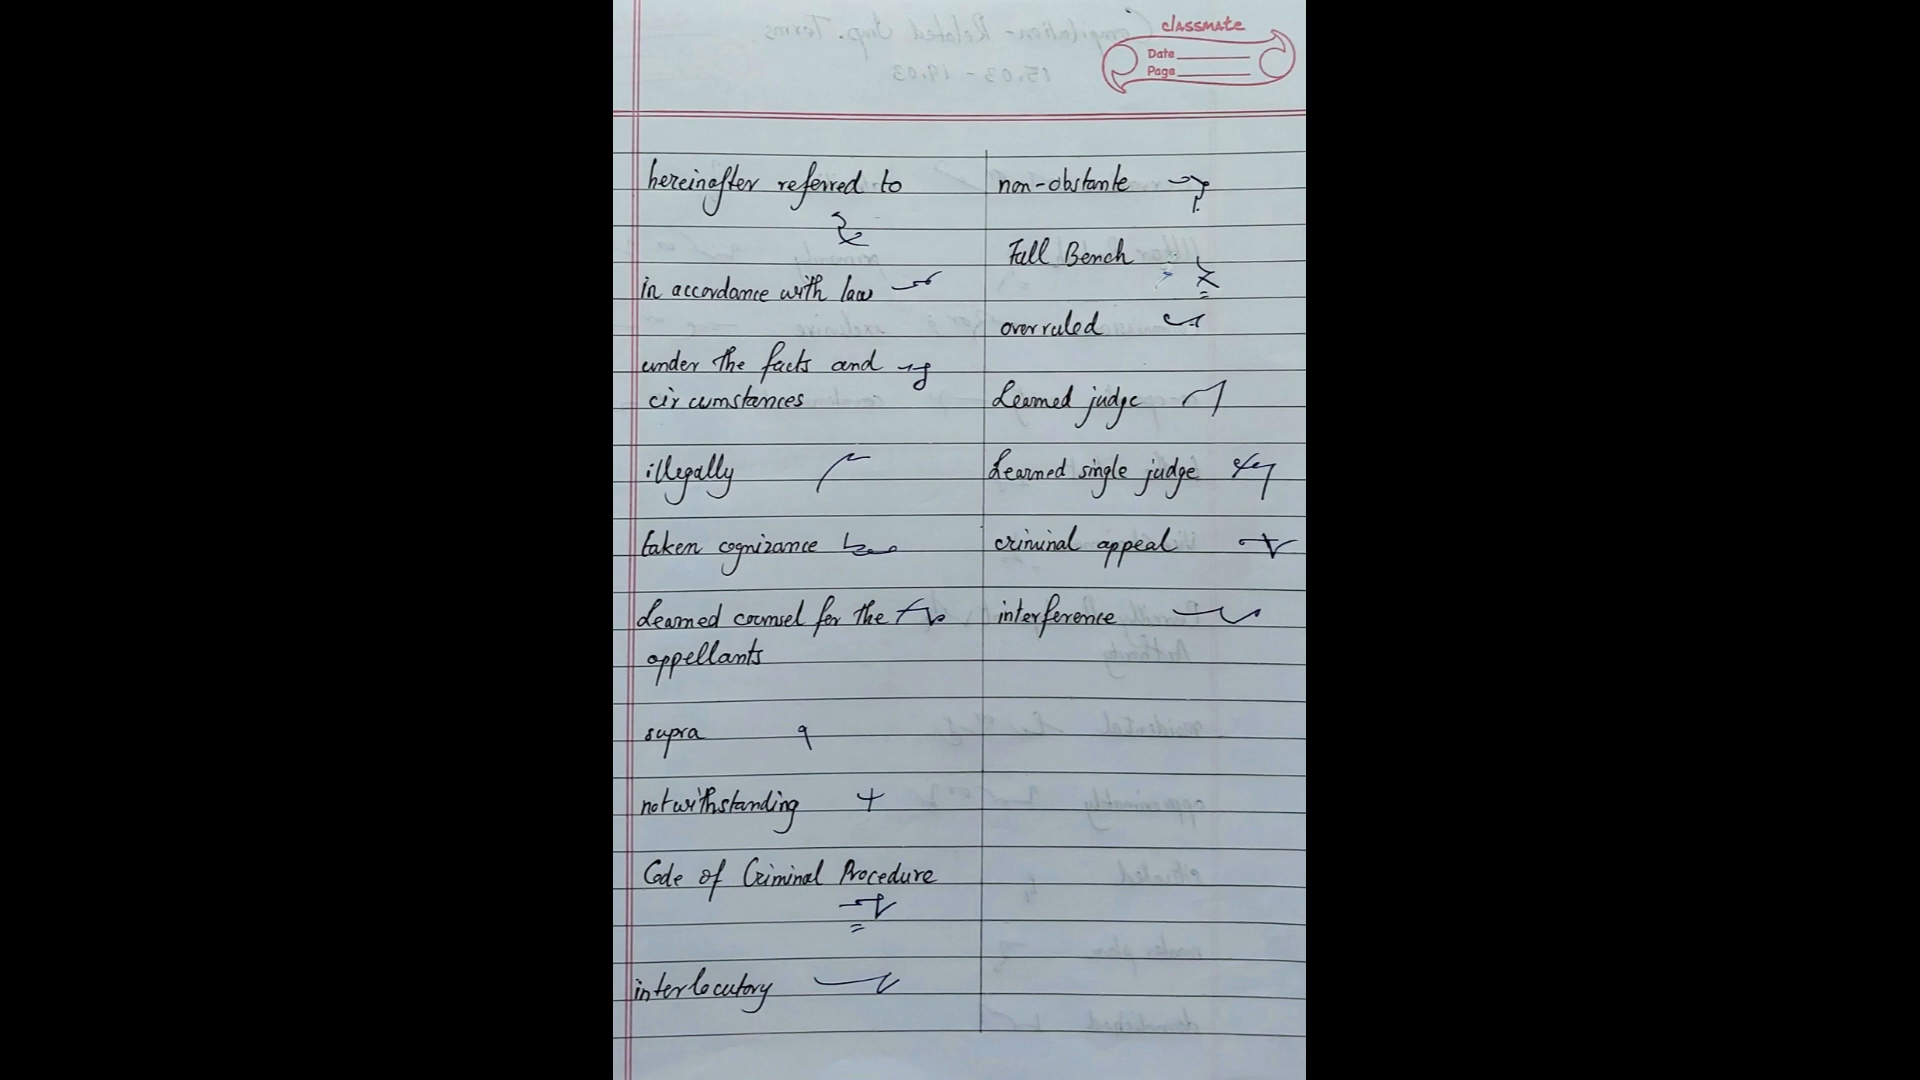 classmate
Date
Page
hereinafter referred to
in accordance with law
under the facts and
circumstances
illegally
taken cognizance
Learned counsel for the
appellants
supra
notwithstanding
Code of Criminal Procedure
interlocutory
non-obstante
Full Bench
overruled
Learned judge
Learned single judge
criminal appeal
interference